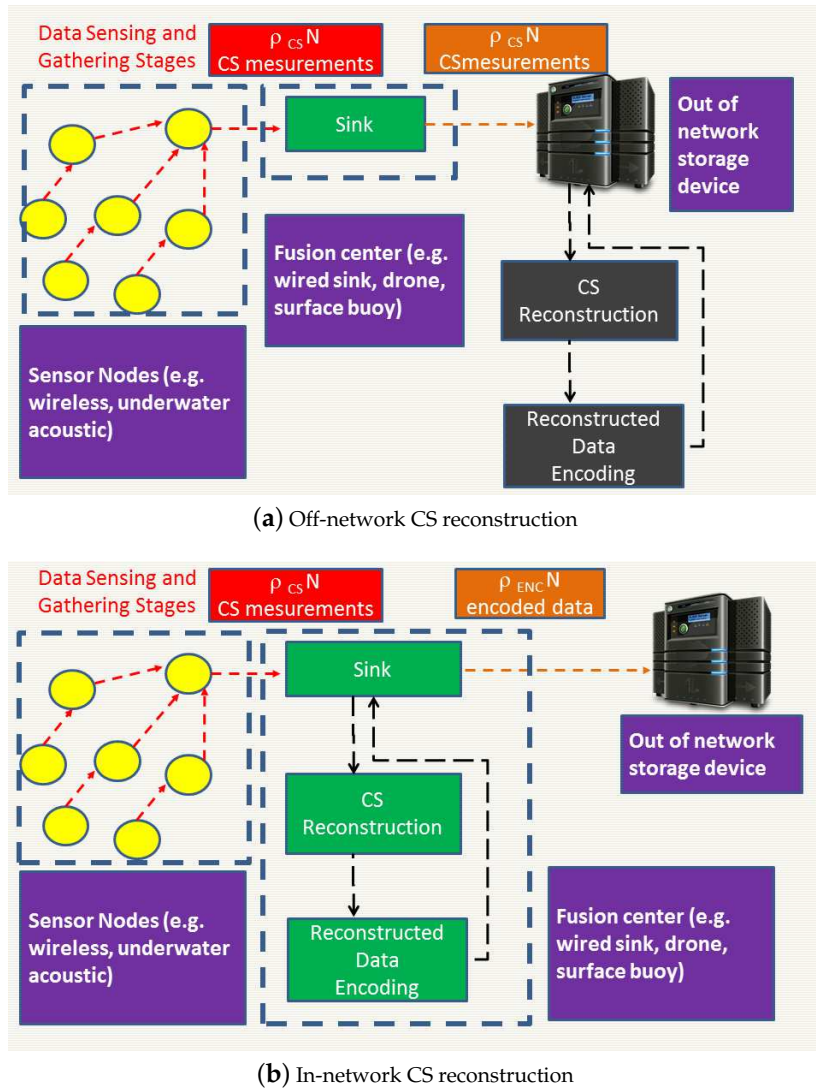 Data Sensing and
Gathering Stages
ρ CS N
CS mesurements
ρ CS N
CSmesurements
Sink
Out of
network
storage
device
Fusion center (e.g.
wired sink, drone,
surface buoy)
CS
Reconstruction
Sensor Nodes (e.g.
wireless, underwater
acoustic)
Reconstructed
Data
Encoding
(a) Off-network CS reconstruction
Data Sensing and
Gathering Stages
ρ CS N
CS mesurements
ρ ENC N
encoded data
Sink
Out of network
storage device
CS
Reconstruction
Sensor Nodes (e.g.
wireless, underwater
acoustic)
Reconstructed
Data
Encoding
Fusion center (e.g.
wired sink, drone,
surface buoy)
(b) In-network CS reconstruction